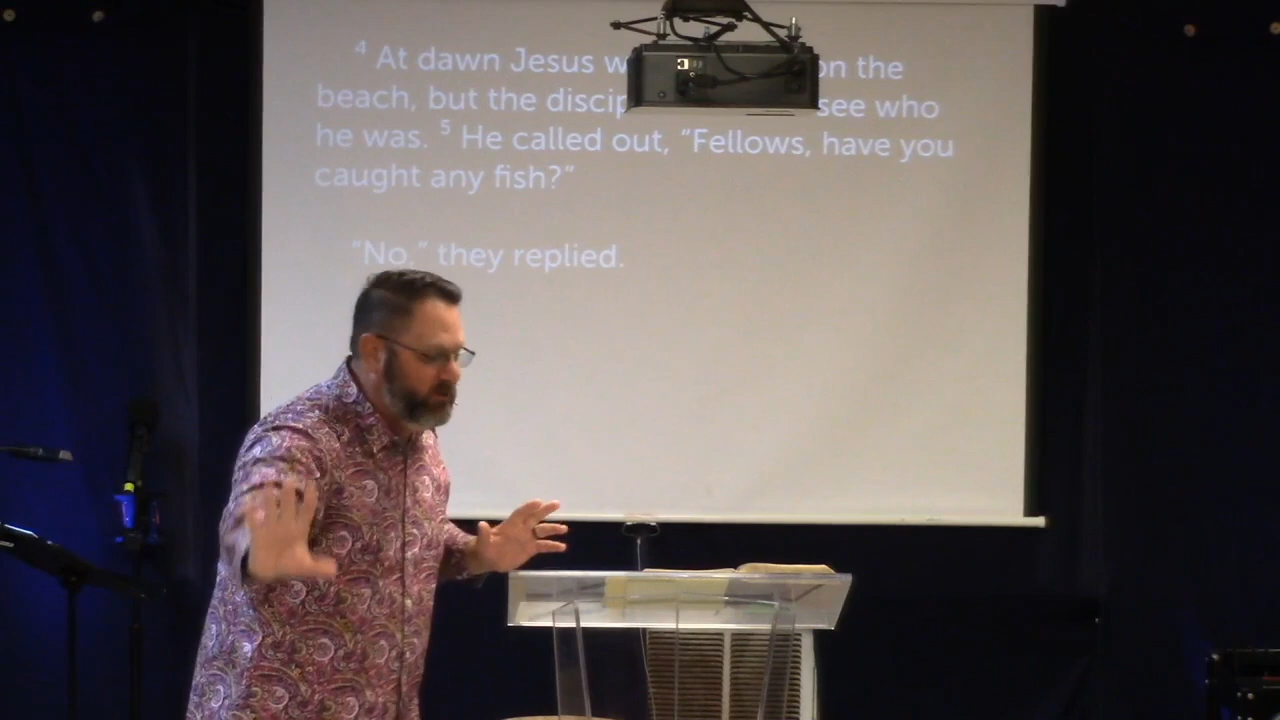 4 At dawn Jesus on the
beach, but the see who
he was. 5 He called out, “Fellows, have you
caught any fish?”
“No,” they replied.